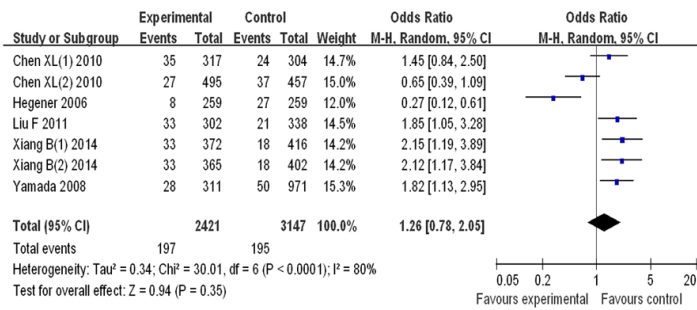 Experimental Control Odds Ratio Odds Ratio
Study or Subgroup Events Total Events Total Weight M-H, Random, 95% CI M-H, Random, 95% CI
Chen XL(1) 2010 35 317 24 304 14.7% 1.45 [0.84, 2.50]
Chen XL(2) 2010 27 495 37 457 15.0% 0.65 [0.39, 1.09]
Hegener 2006 8 259 27 259 11.9% 0.27 [0.12, 0.61]
Liu F 2011 33 302 21 338 14.5% 1.85 [1.05, 3.28]
Xiang B(1) 2014 33 372 18 416 14.2% 2.15 [1.19, 3.89]
Xiang B(2) 2014 33 365 18 402 14.2% 2.12 [1.17, 3.84]
Yamada 2008 28 311 50 971 15.3% 1.82 [1.13, 2.95]
Total (95% CI) 2421 3147 100.0% 1.26 [0.78, 2.05]
Total events 197 195
Heterogeneity: Tau² = 0.34; Chi² = 30.01, df = 6 (P < 0.0001); I² = 80%
Test for overall effect: Z = 0.94 (P = 0.35)
0.05 0.2 1 5 20
Favours experimental Favours control